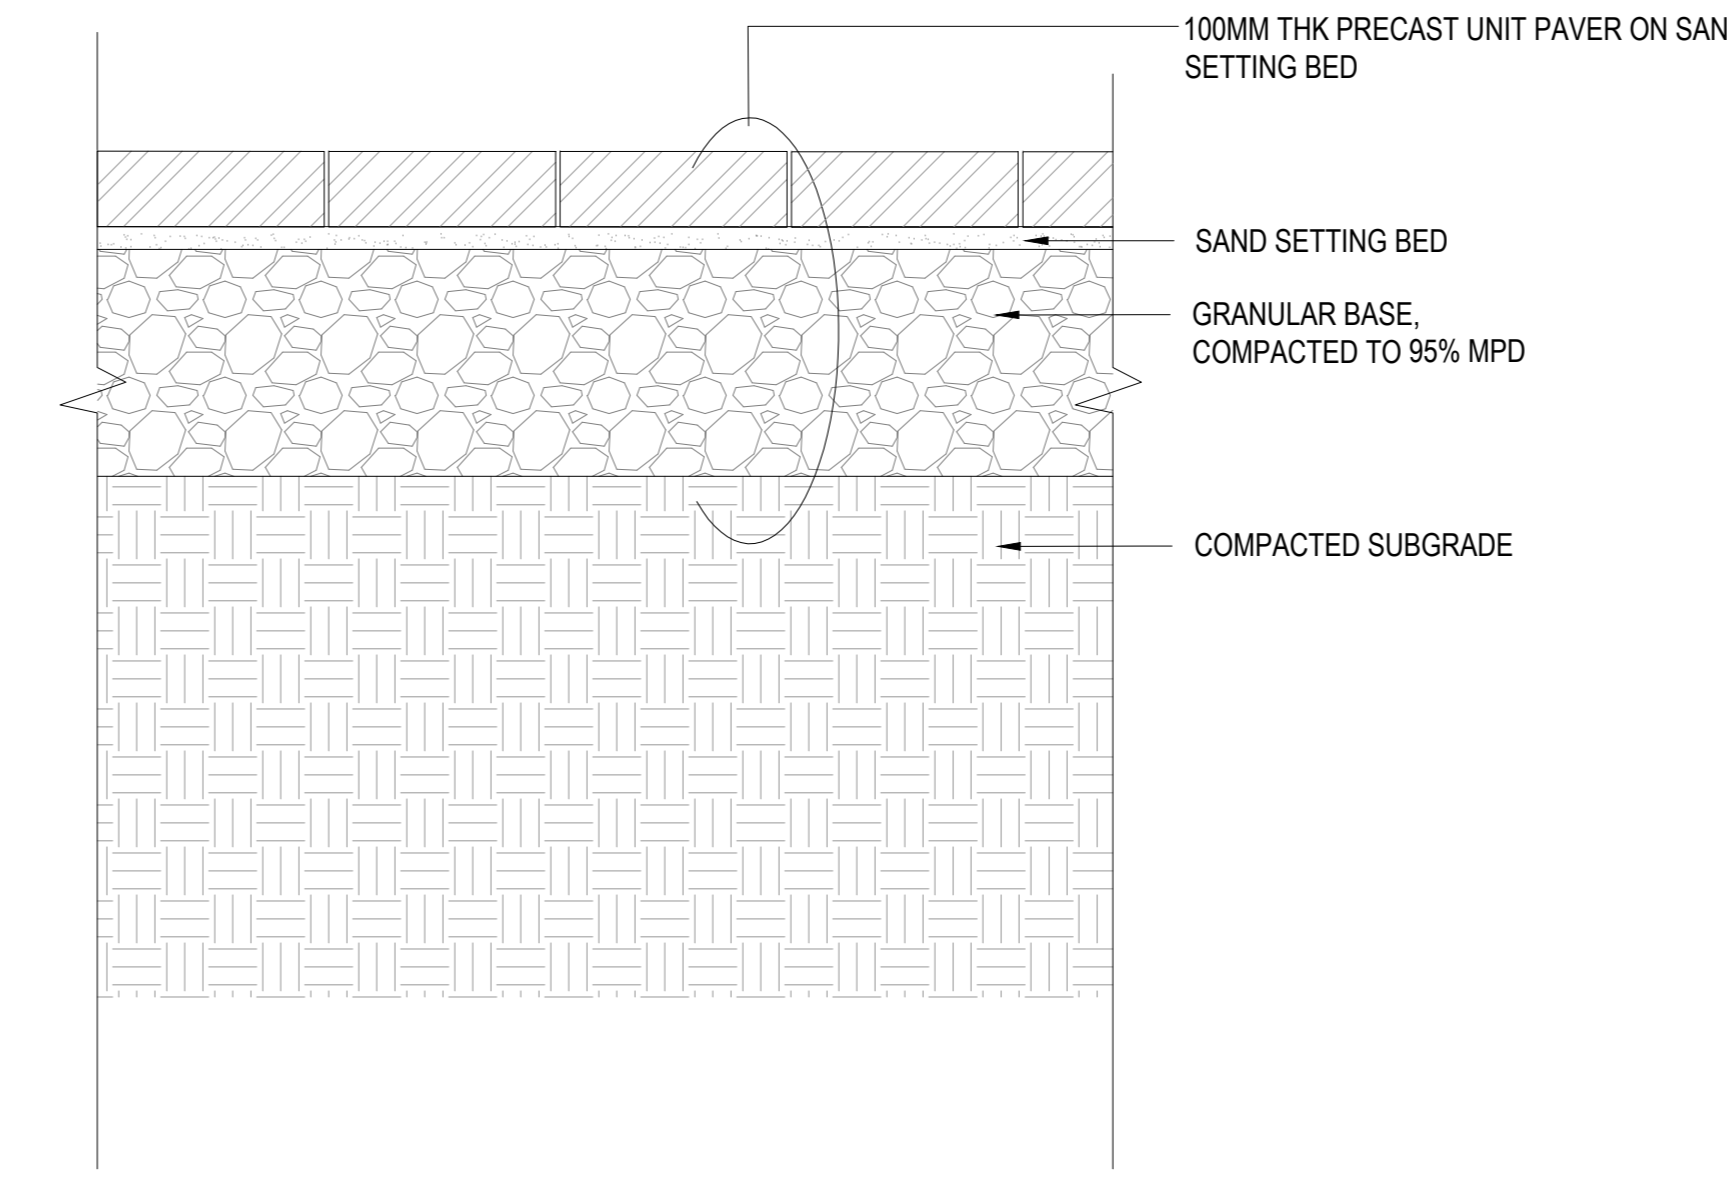 100MM THK PRECAST UNIT PAVER ON SAN
SETTING BED
SAND SETTING BED
GRANULAR BASE,
COMPACTED TO 95% MPD
COMPACTED SUBGRADE